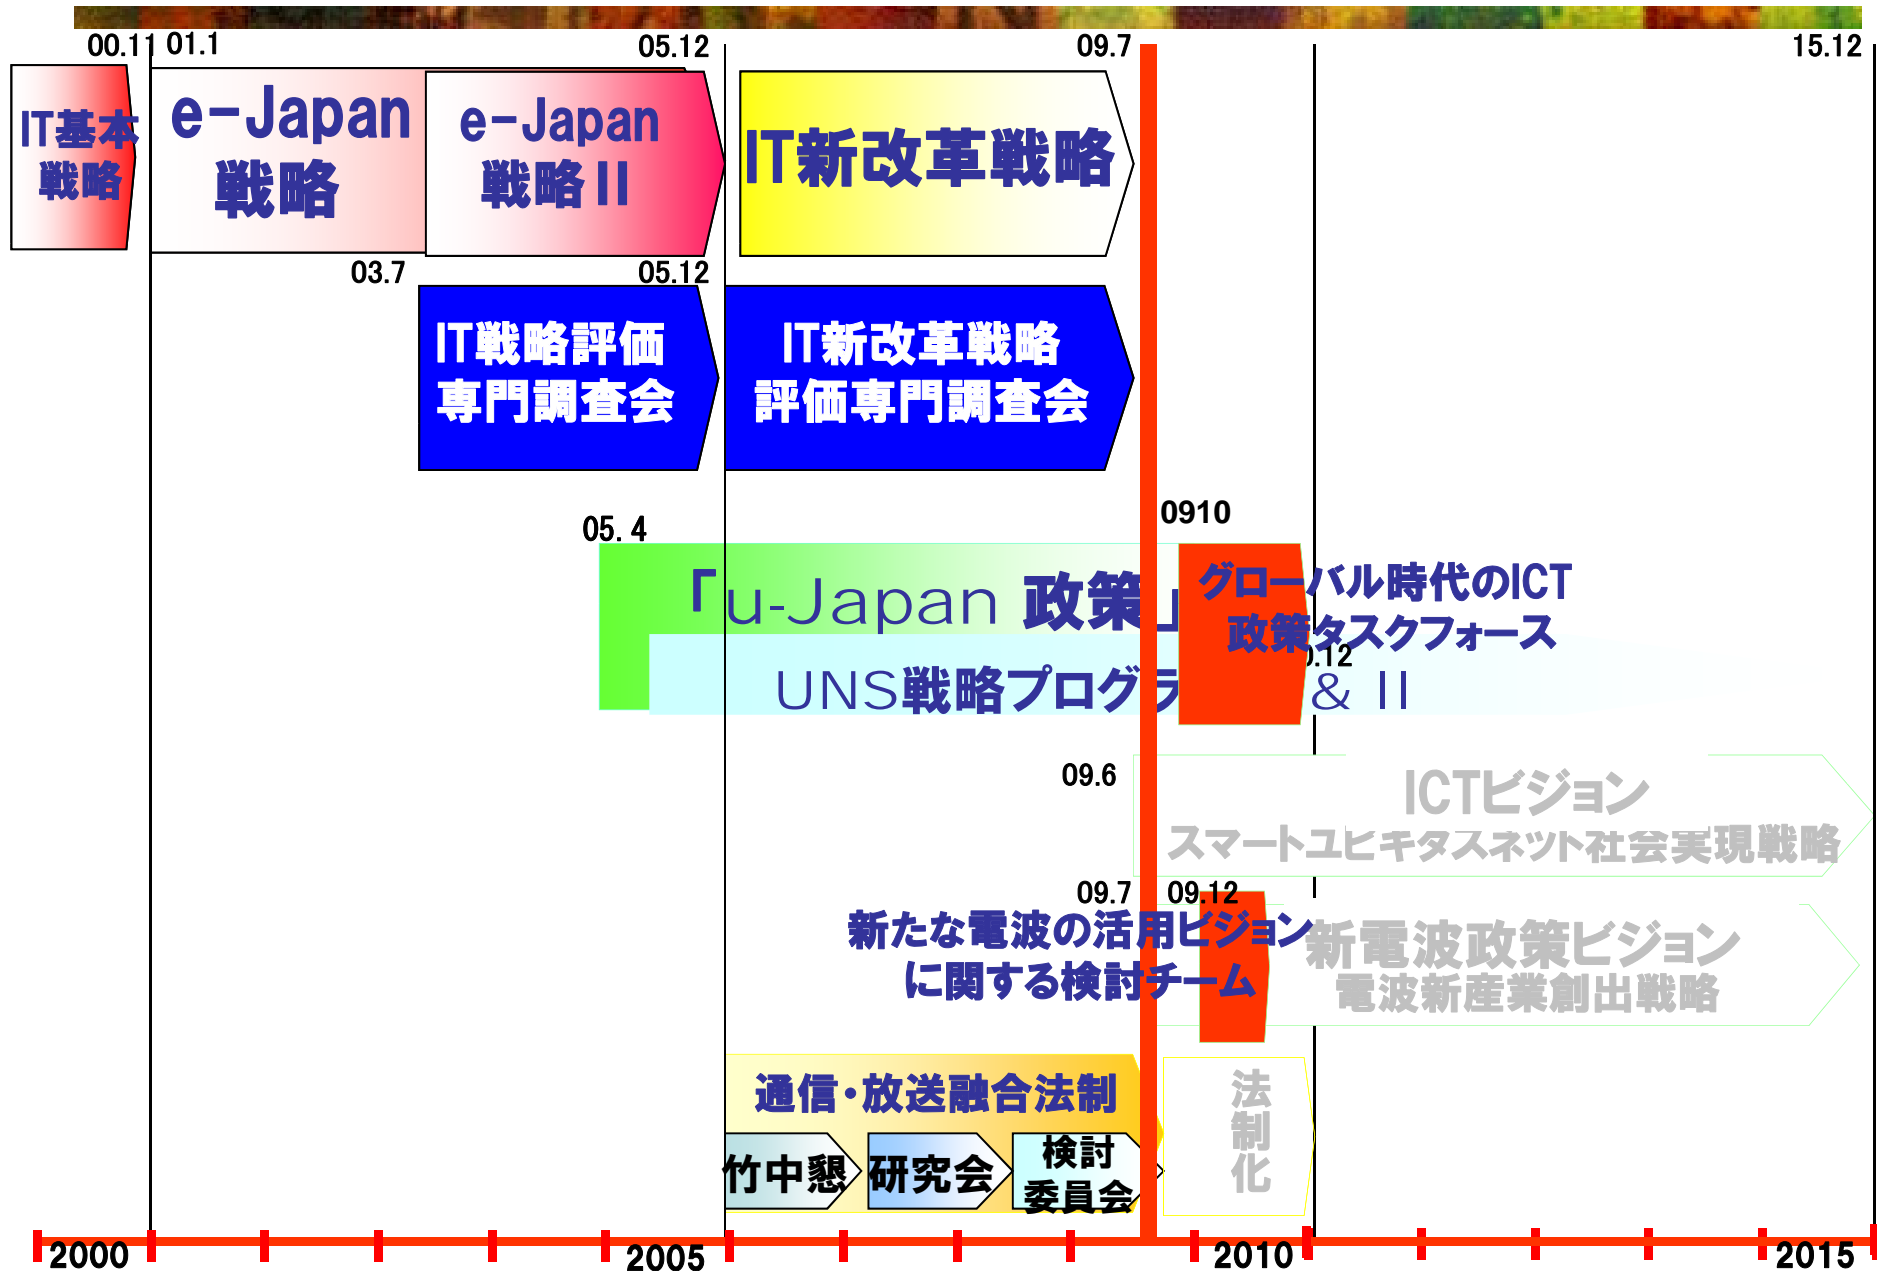 00.11
01.1
05.12
09.7
15.12
IT基本
戦略
e-Japan
戦略
e-Japan
戦略II
IT新改革戦略
03.7
05.12
IT戦略評価
専門調査会
IT新改革戦略
評価専門調査会
05. 4
0910
「u-Japan 政策」
グローバル時代のICT
政策タスクフォース
0.12
UNS戦略プログラ & II
09.6
ICTビジョン
スマートユビキタスネット社会実現戦略
09.7
09.12
新たな電波の活用ビジョン
に関する検討チーム
新電波政策ビジョン
電波新産業創出戦略
通信・放送融合法制
竹中懇
研究会
検討
委員会
法
制
化
2000
2005
2010
2015